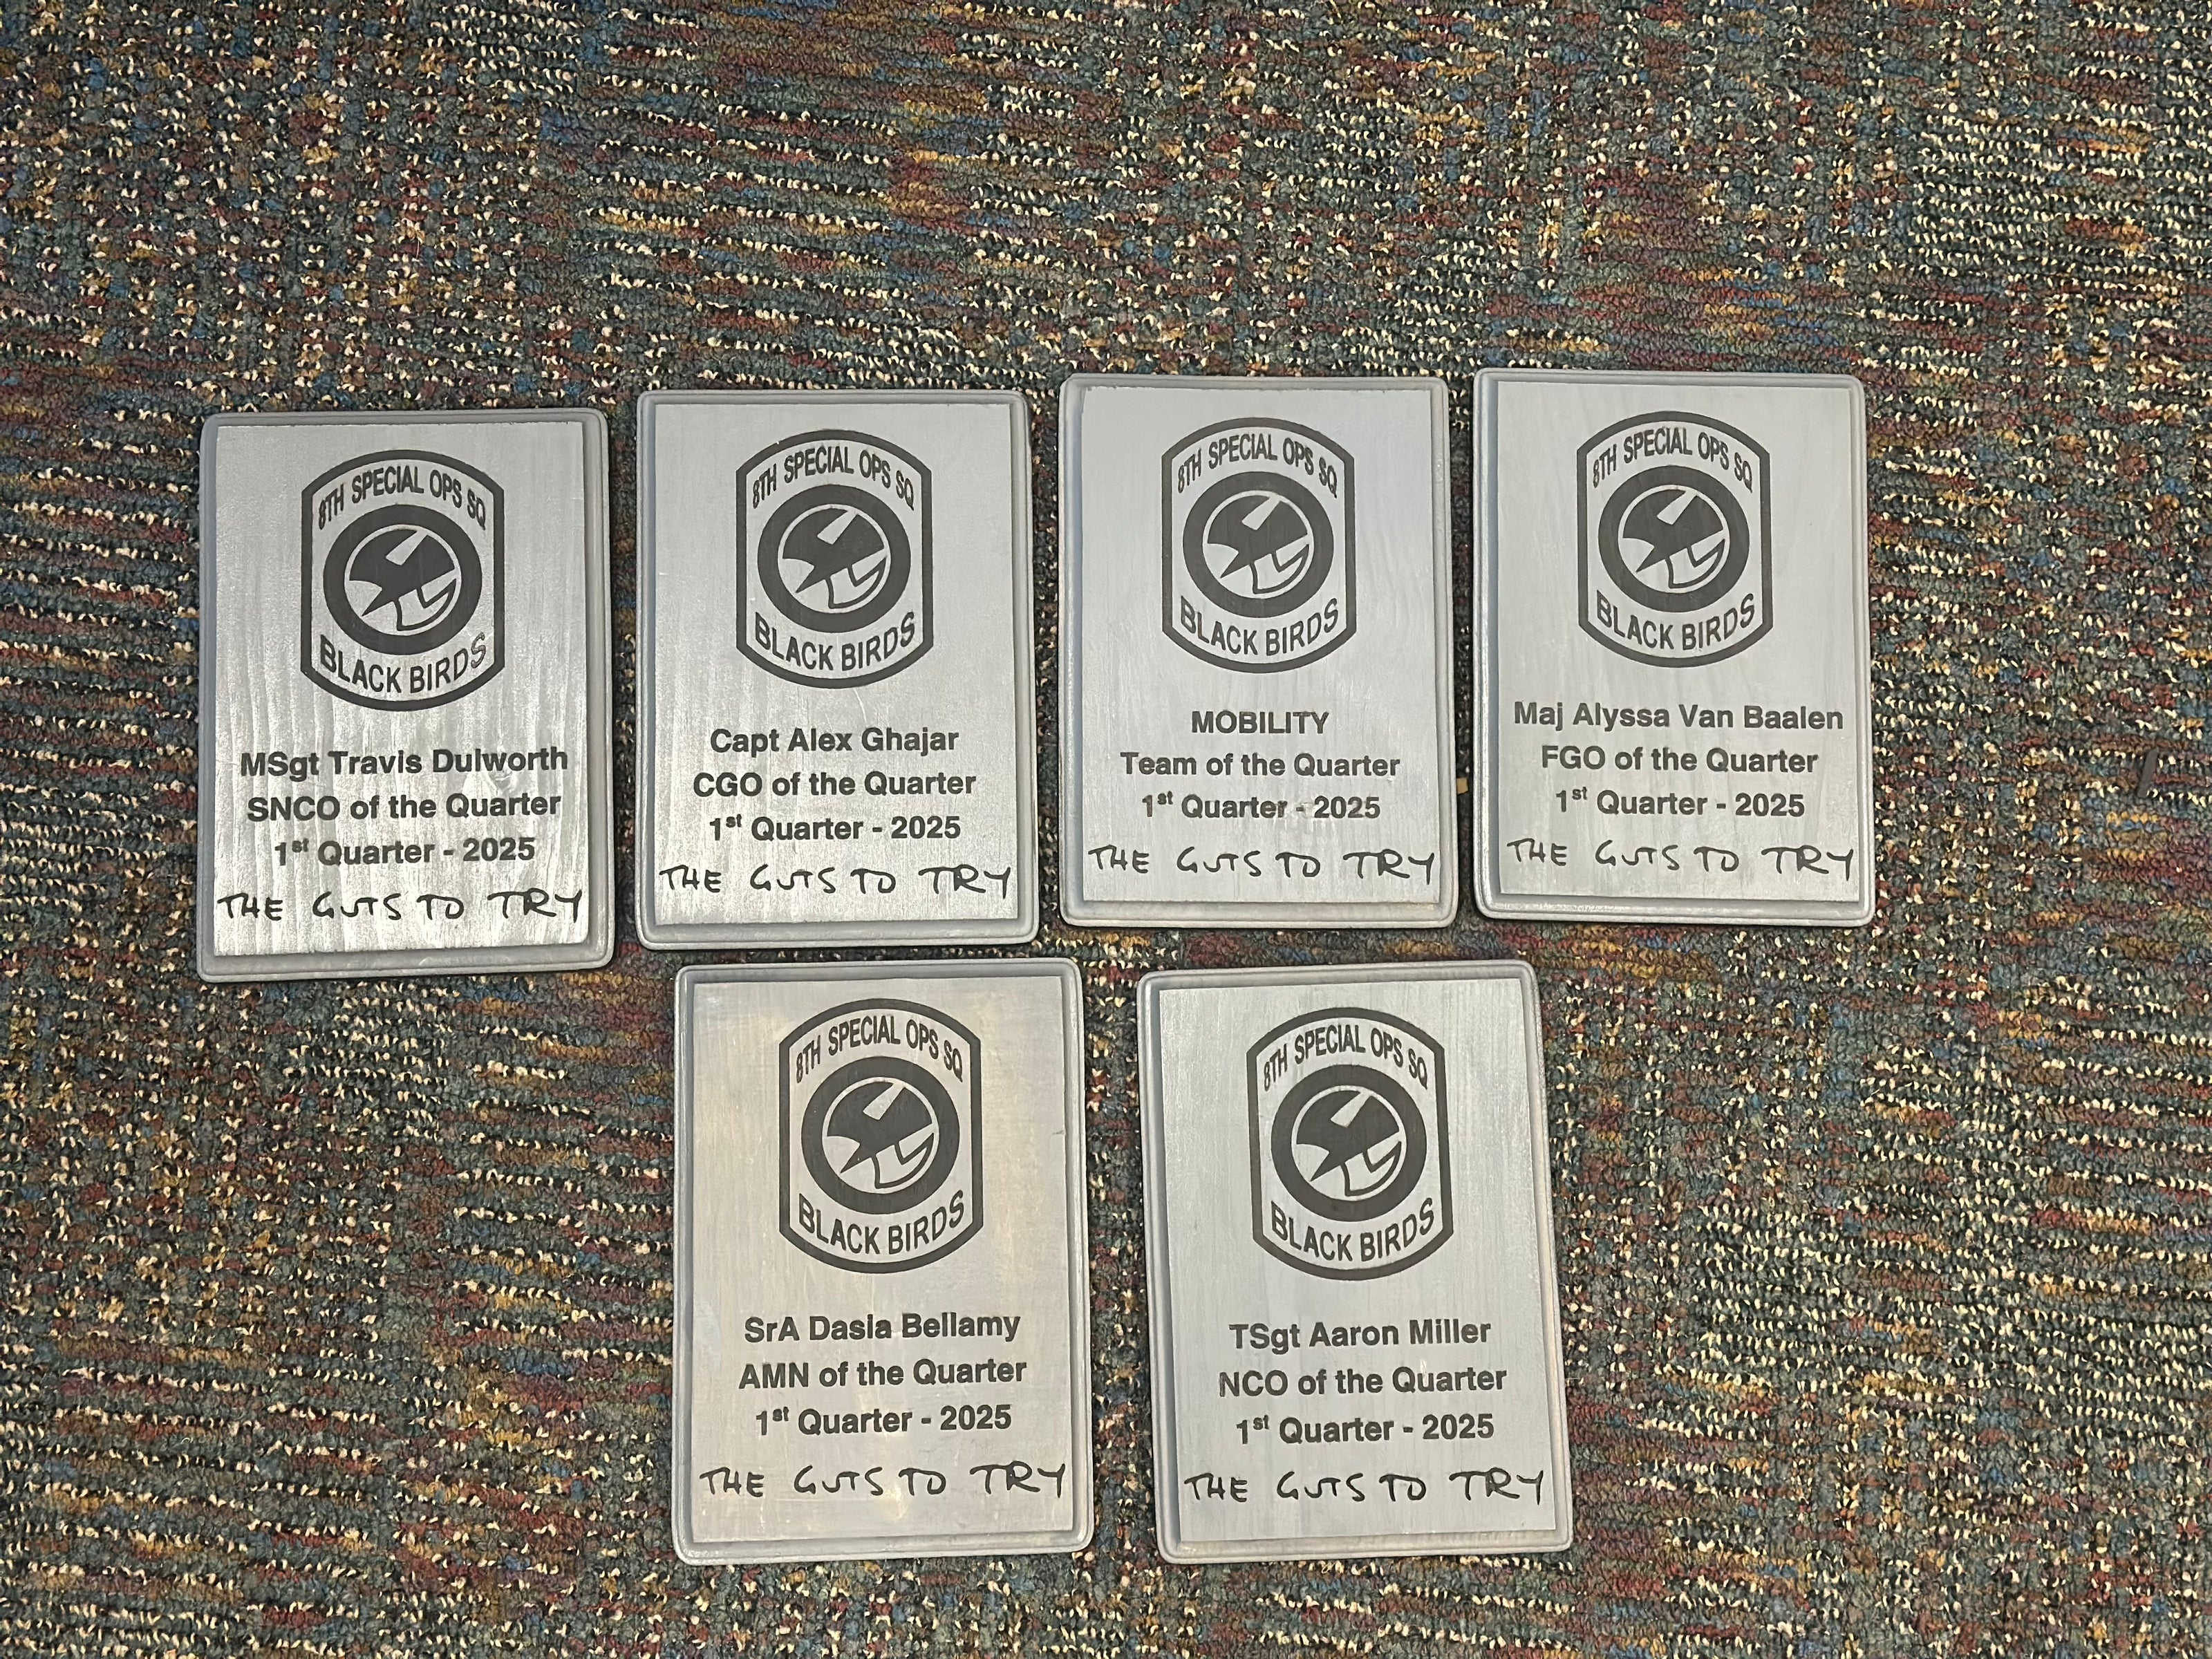 8TH SPECIAL OPS SQ
BLACK BIRDS
MSgt Travis Dulworth
SNCO of the Quarter
1st Quarter - 2025
THE GUTS TO TRY
8TH SPECIAL OPS SQ
BLACK BIRDS
Capt Alex Ghajar
CGO of the Quarter
1st Quarter - 2025
THE GUTS TO TRY
8TH SPECIAL OPS SQ
BLACK BIRDS
MOBILITY
Team of the Quarter
1st Quarter - 2025
THE GUTS TO TRY
8TH SPECIAL OPS SQ
BLACK BIRDS
Maj Alyssa Van Baalen
FGO of the Quarter
1st Quarter - 2025
THE GUTS TO TRY
8TH SPECIAL OPS SQ
BLACK BIRDS
SrA Dasia Bellamy
AMN of the Quarter
1st Quarter - 2025
THE GUTS TO TRY
8TH SPECIAL OPS SQ
BLACK BIRDS
TSgt Aaron Miller
NCO of the Quarter
1st Quarter - 2025
THE GUTS TO TRY